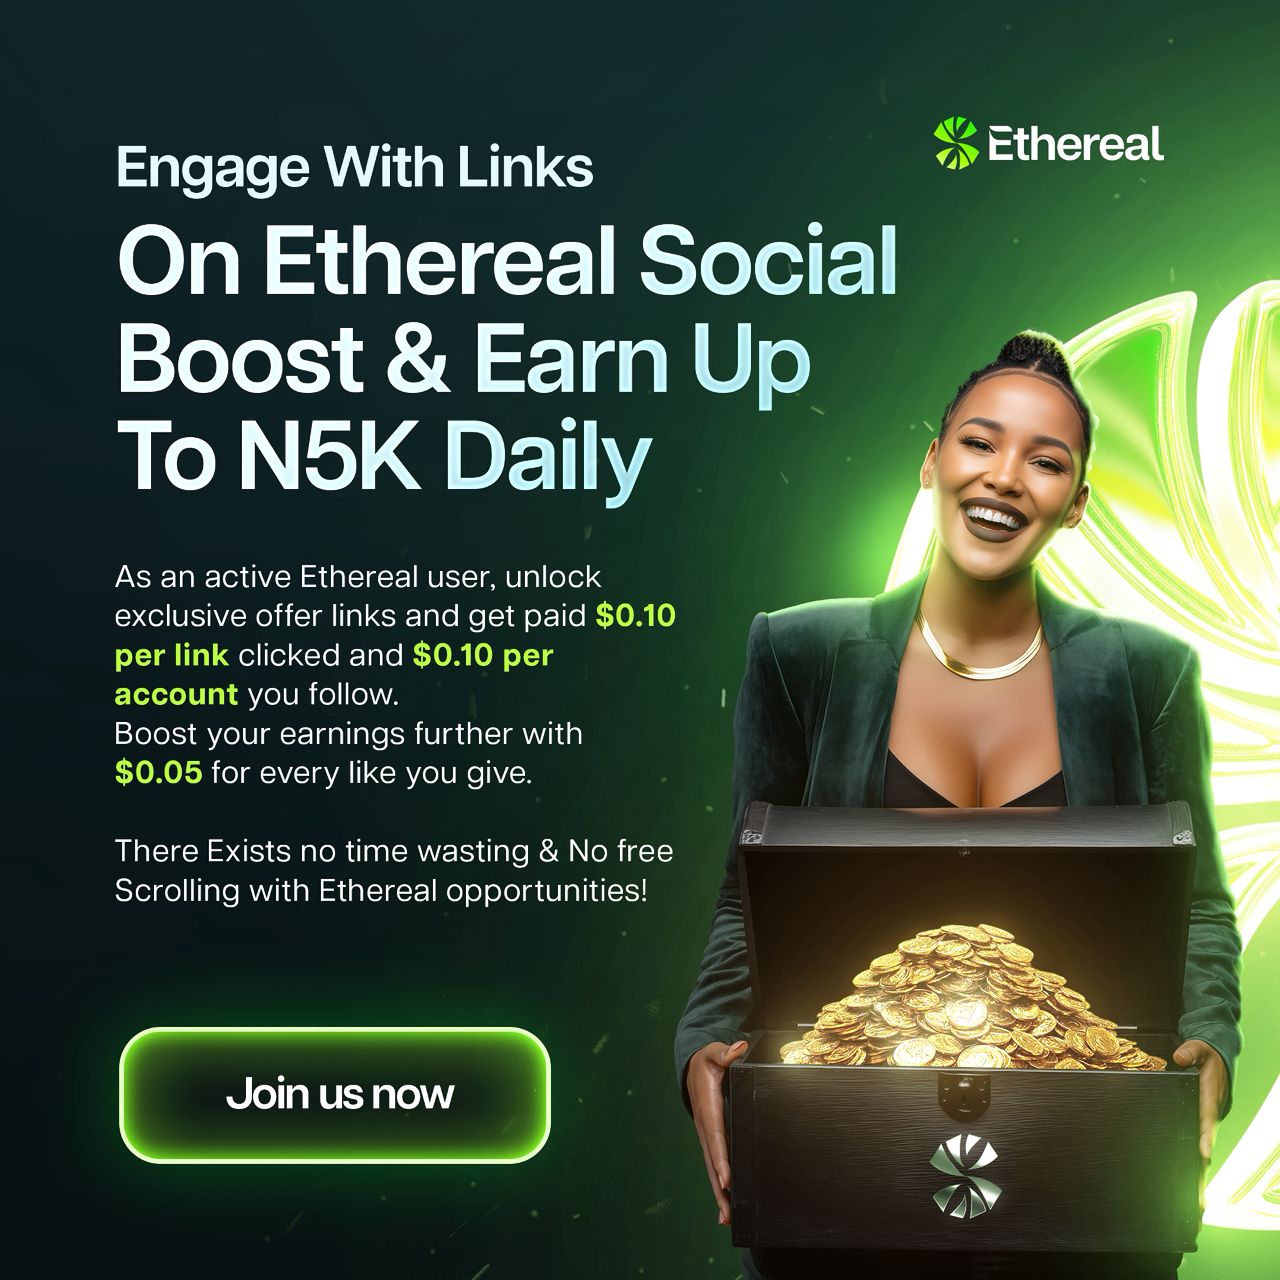 Ethereal
Engage With Links
On Ethereal Social
Boost & Earn Up
To N5K Daily
As an active Ethereal user, unlock
exclusive offer links and get paid $0.10
per link clicked and $0.10 per
account you follow.
Boost your earnings further with
$0.05 for every like you give.
There Exists no time wasting & No free
Scrolling with Ethereal opportunities!
Join us now